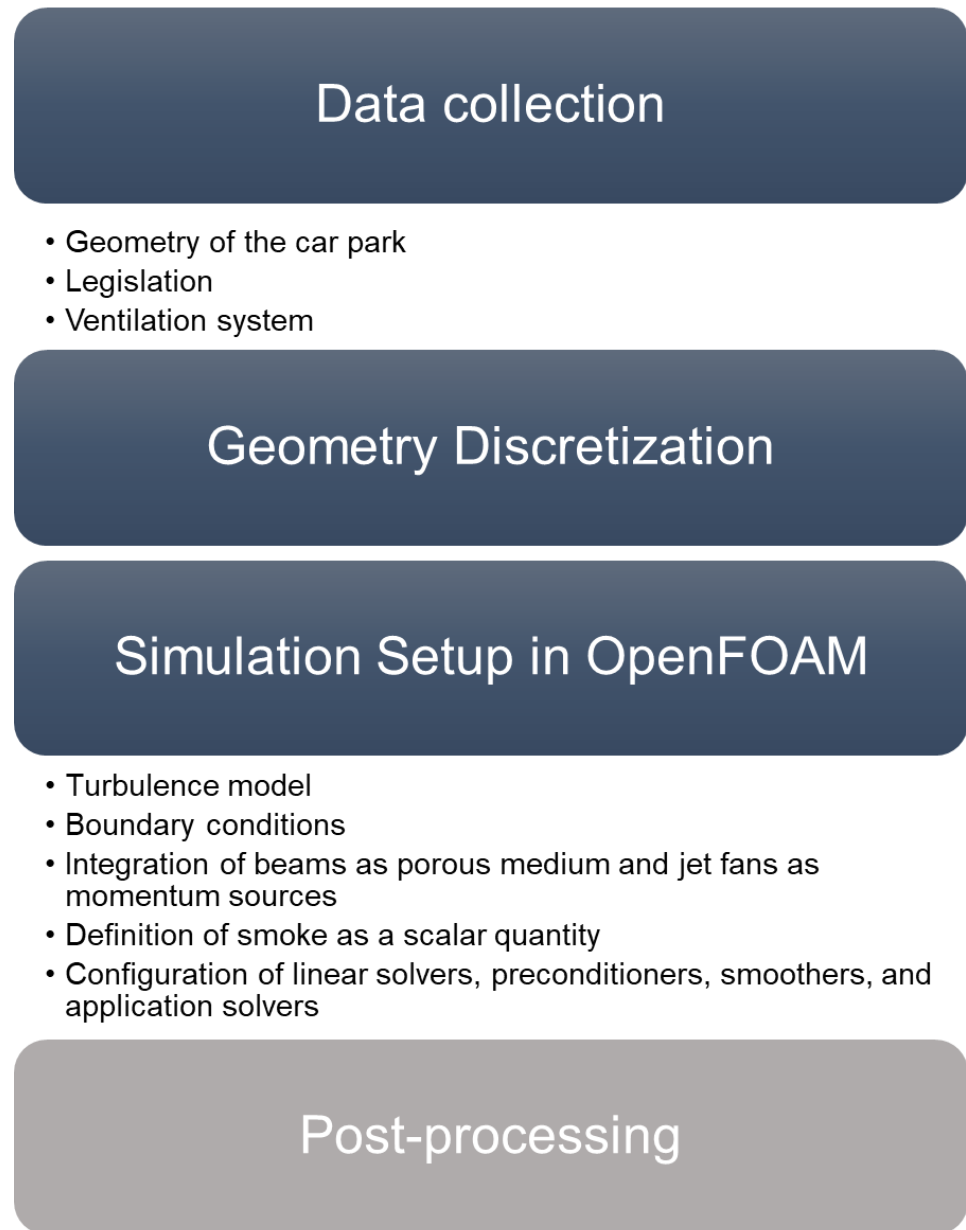 Data collection
• Geometry of the car park
• Legislation
• Ventilation system
Geometry Discretization
Simulation Setup in OpenFOAM
• Turbulence model
• Boundary conditions
• Integration of beams as porous medium and jet fans as
momentum sources
• Definition of smoke as a scalar quantity
• Configuration of linear solvers, preconditioners, smoothers, and
application solvers
Post-processing